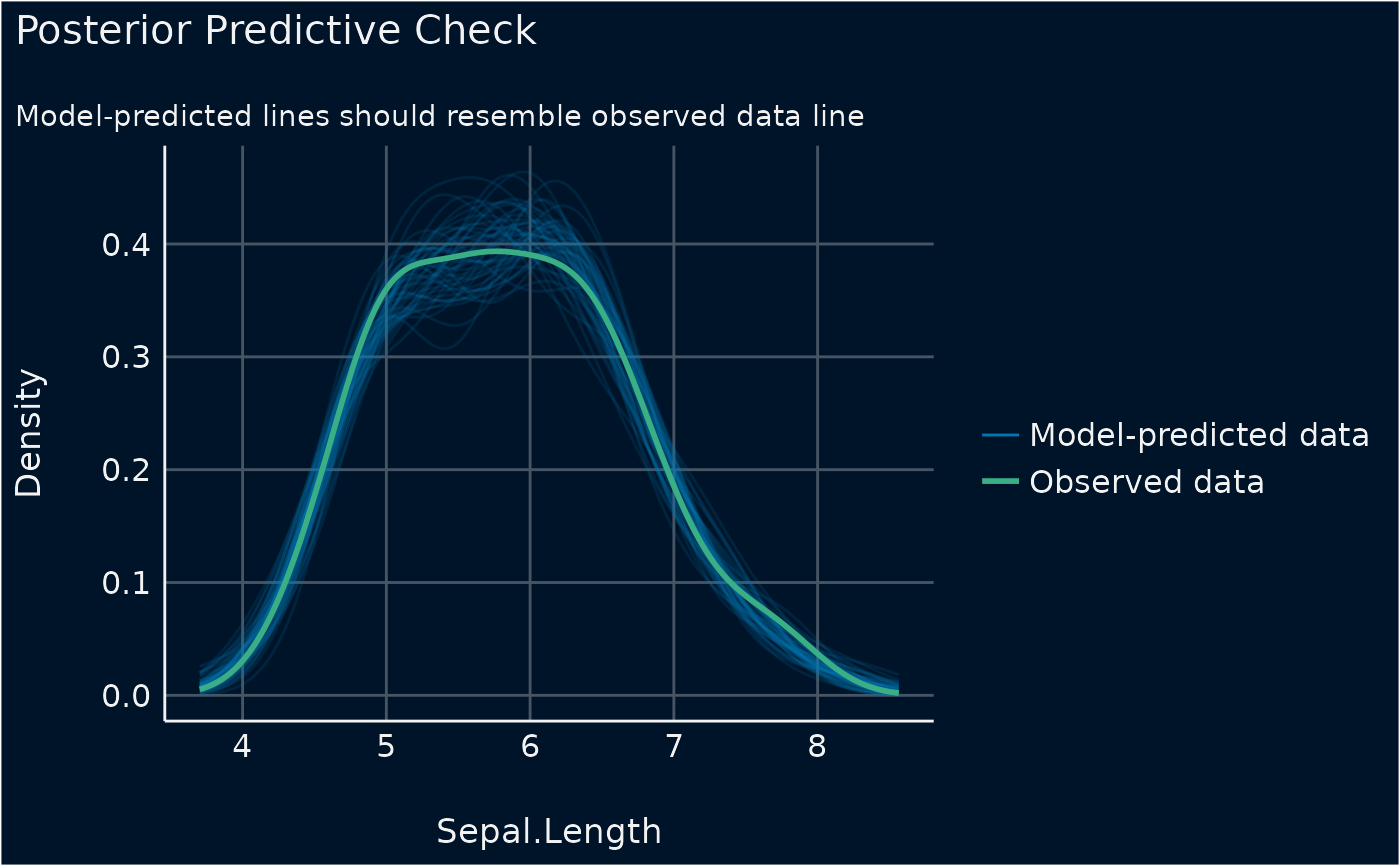 Posterior Predictive Check
Model-predicted lines should resemble observed data line
Density
0.4
0.3
0.2
0.1
0.0
4 5 6 7 8
Sepal.Length
Model-predicted data
Observed data